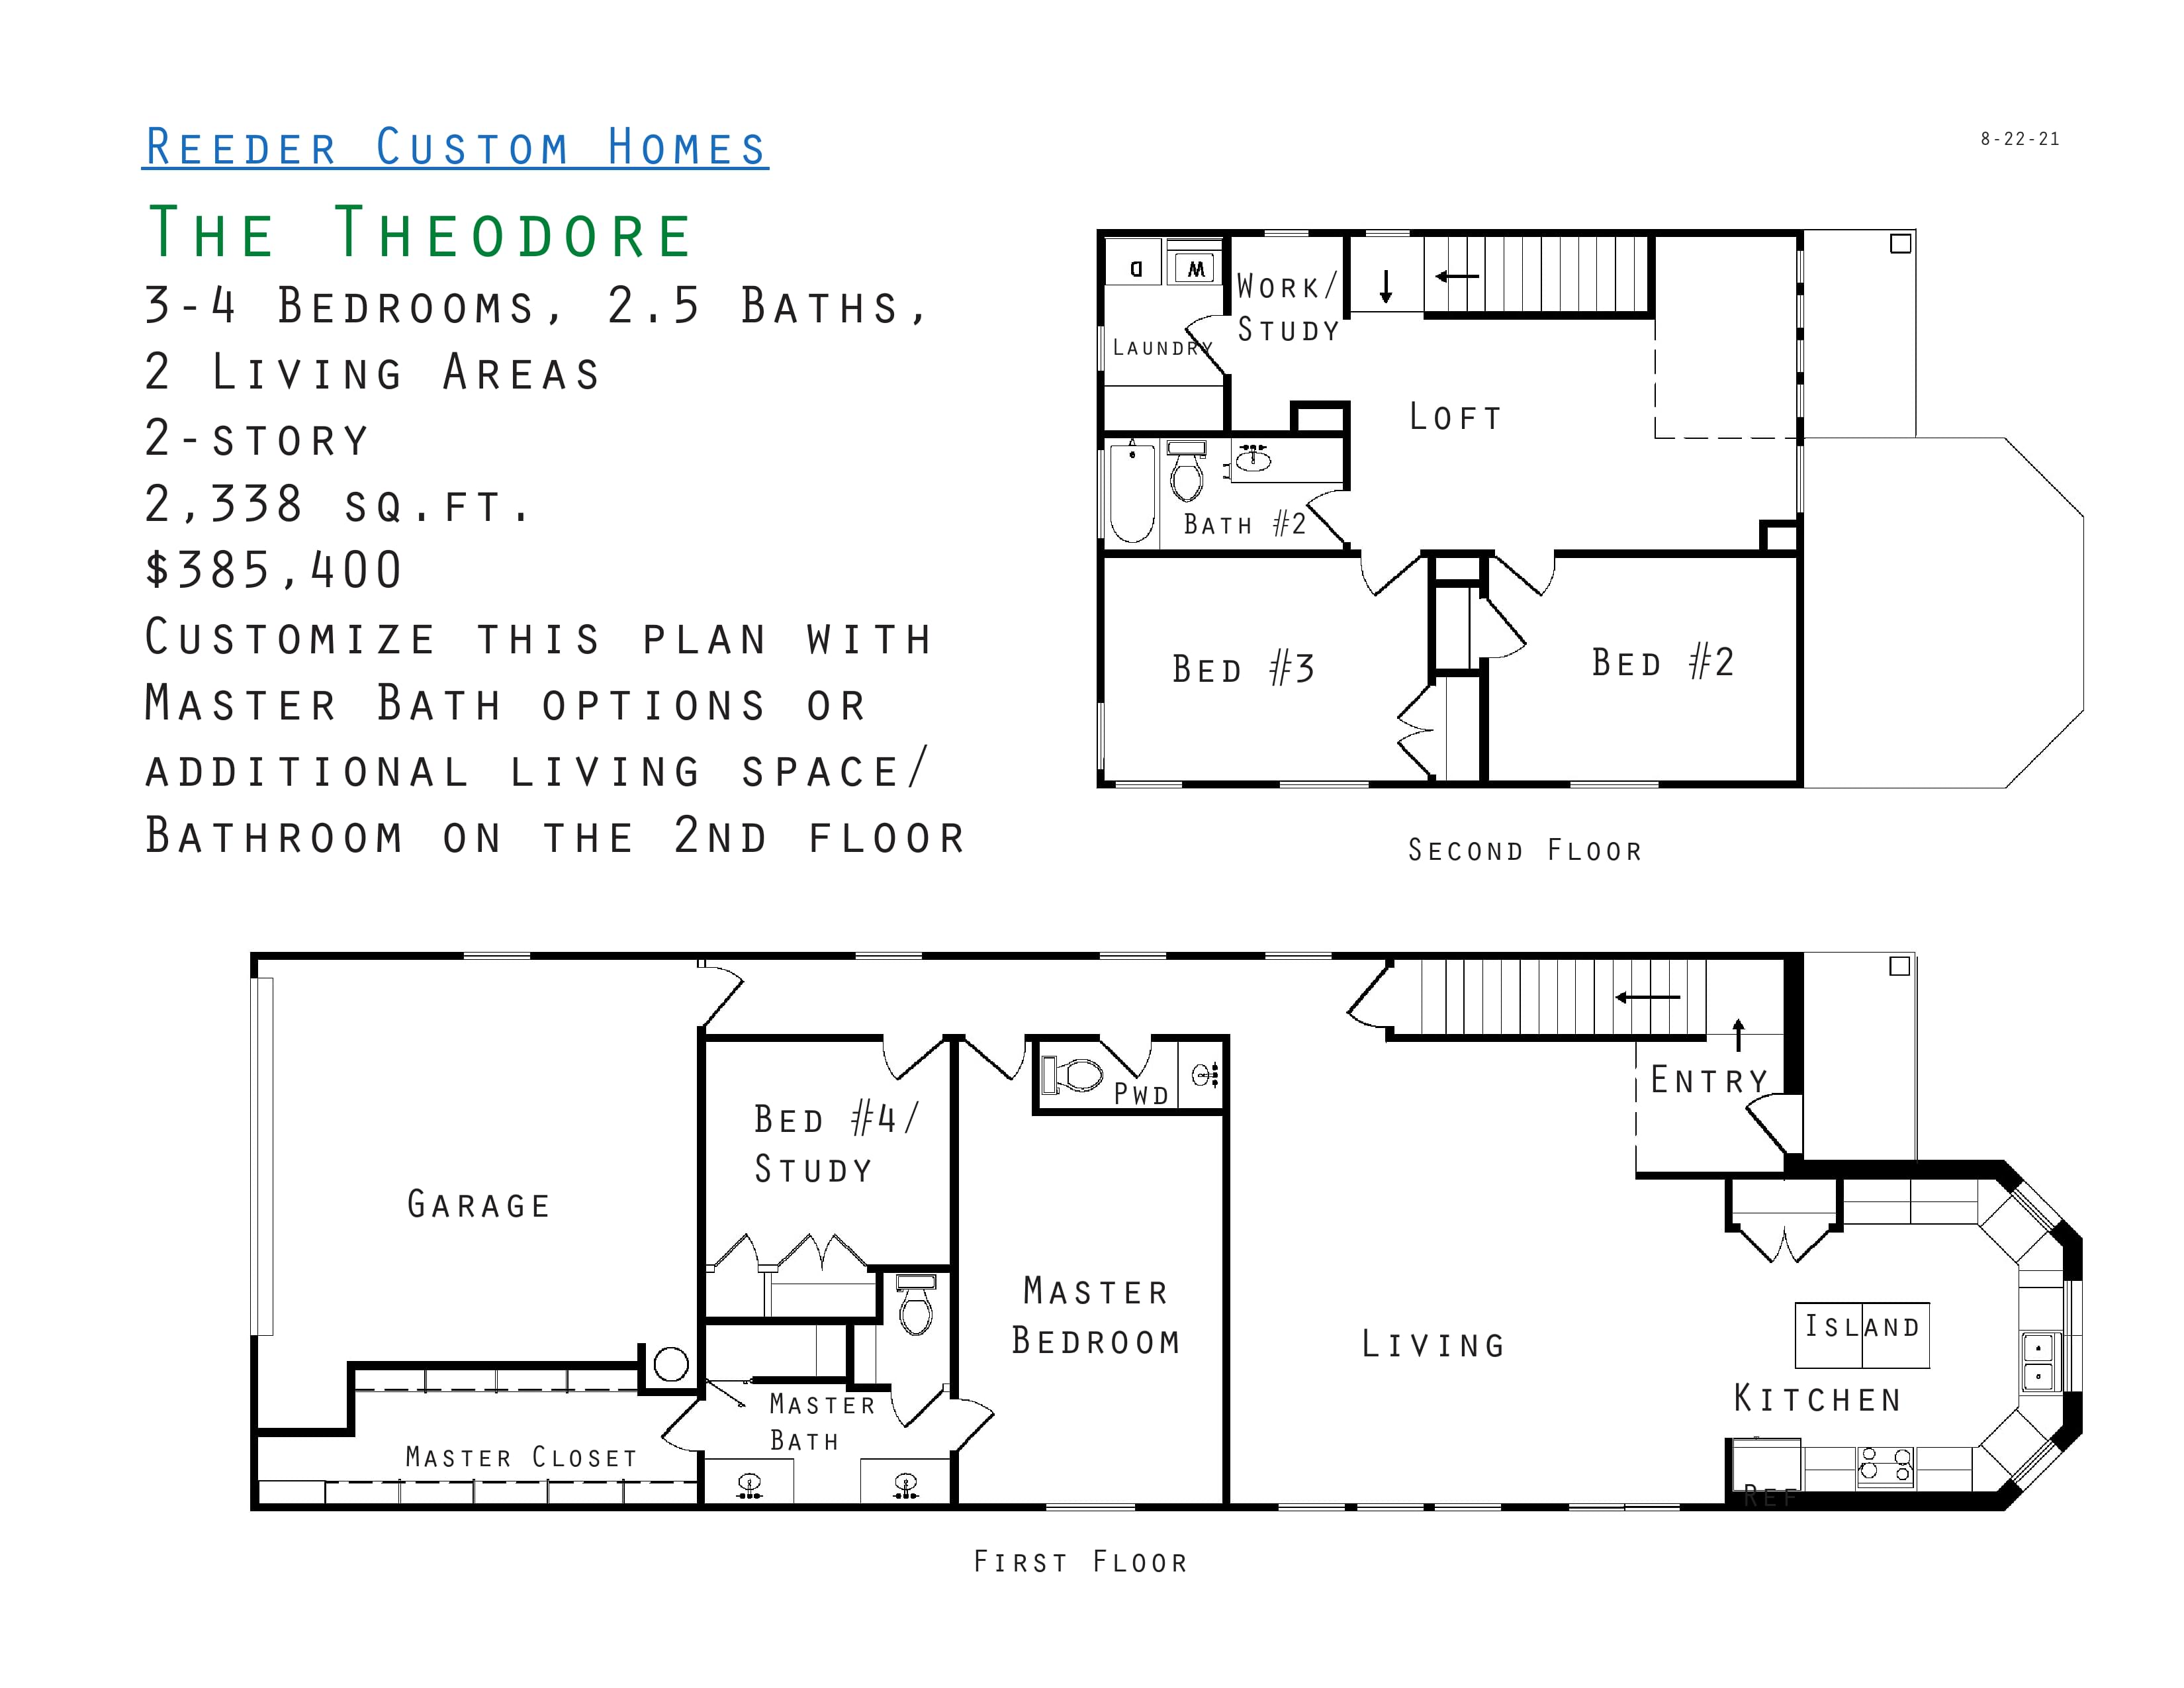 Reeder Custom Homes
8-22-21
The Theodore
3-4 Bedrooms, 2.5 Baths,
2 Living Areas
2-story
2,338 sq.ft.
$385,400
Customize this plan with
Master Bath options or
additional living space/
Bathroom on the 2nd floor
D
W
Work/
Study
Laundry
Loft
Bath #2
Bed #3
Bed #2
Second Floor
Entry
Pwd
Bed #4/
Study
Garage
Master
Bedroom
Living
Island
Kitchen
Master
Bath
Master Closet
Ref
First Floor